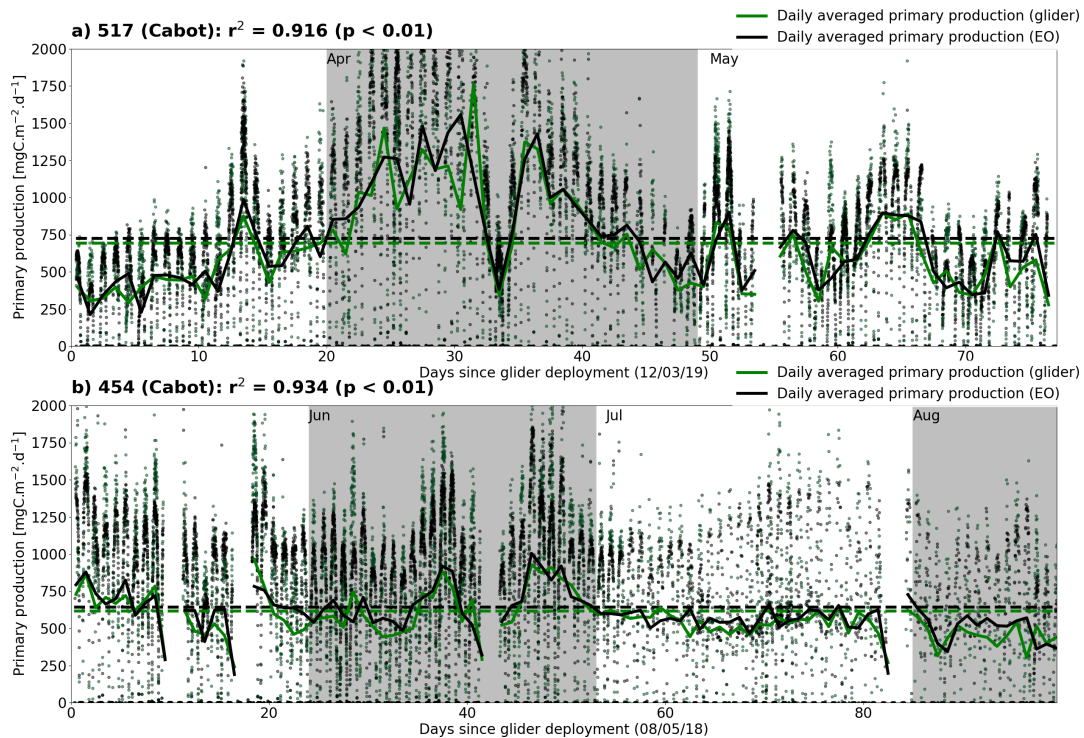 Daily averaged primary production (glider)
a) 517 (Cabot): r² = 0.916 (p < 0.01)
Daily averaged primary production (EO)
2000
Apr
May
1750
1500
1250
1000
750
500
250
0
Primary production [mgC.m⁻².d⁻¹]
0 10 20 30 40 50 60 70
Days since glider deployment (12/03/19)
Daily averaged primary production (glider)
b) 454 (Cabot): r² = 0.934 (p < 0.01)
Daily averaged primary production (EO)
2000
Jun
Jul
Aug
1750
1500
1250
1000
750
500
250
0
Primary production [mgC.m⁻².d⁻¹]
0 20 40 60 80
Days since glider deployment (08/05/18)